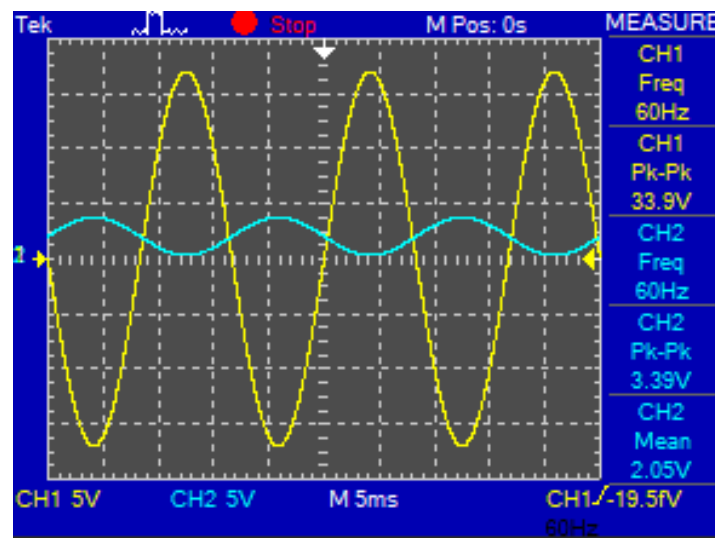 Tek Stop M Pos: 0s MEASURE
CH1
Freq
60Hz
CH1
Pk-Pk
33.9V
CH2
Freq
60Hz
CH2
Pk-Pk
3.39V
CH2
Mean
2.05V
CH1 5V CH2 5V M 5ms CH1 -19.5fV
60Hz